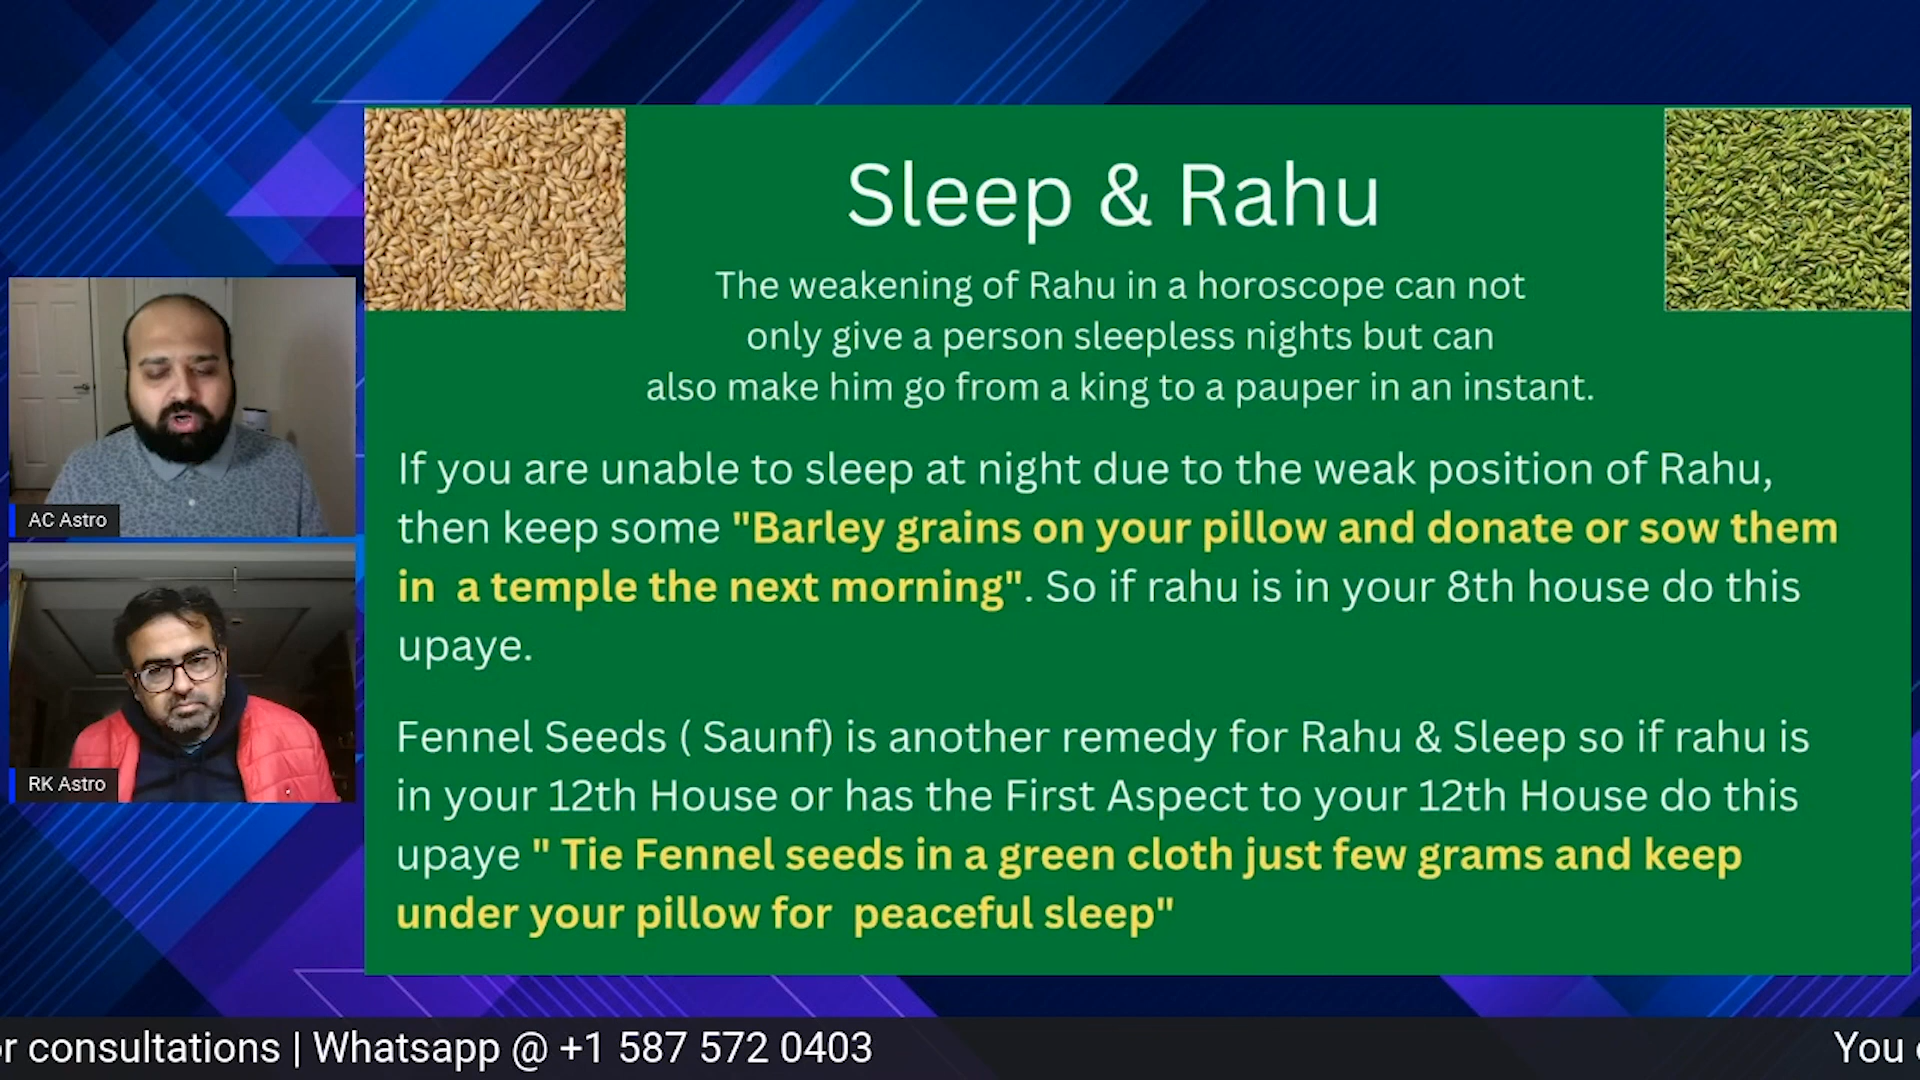 Sleep & Rahu
The weakening of Rahu in a horoscope can not
only give a person sleepless nights but can
also make him go from a king to a pauper in an instant.
If you are unable to sleep at night due to the weak position of Rahu,
then keep some "Barley grains on your pillow and donate or sow them
in a temple the next morning". So if rahu is in your 8th house do this
upaye.
Fennel Seeds ( Saunf) is another remedy for Rahu & Sleep so if rahu is
in your 12th House or has the First Aspect to your 12th House do this
upaye " Tie Fennel seeds in a green cloth just few grams and keep
under your pillow for peaceful sleep"
AC Astro
RK Astro
r consultations | Whatsapp @ +1 587 572 0403
You